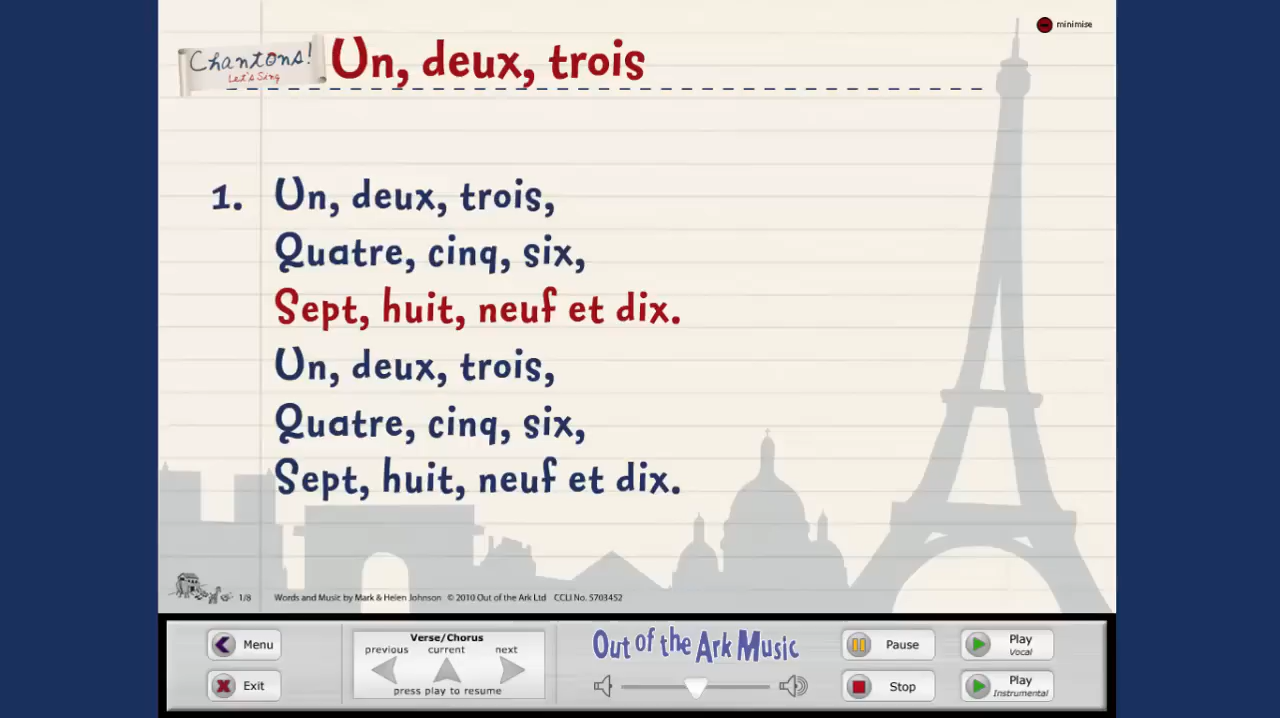 minimise
Chantons!
Let's Sing
Un, deux, trois
1. Un, deux, trois,
Quatre, cinq, six,
Sept, huit, neuf et dix.
Un, deux, trois,
Quatre, cinq, six,
Sept, huit, neuf et dix.
1/8 Words and Music by Mark & Helen Johnson © 2010 Out of the Ark Ltd CCLI No. 5703452
Menu
Exit
Verse/Chorus
previous current next
press play to resume
Out of the Ark Music
Pause
Stop
Play
Vocal
Play
Instrumental